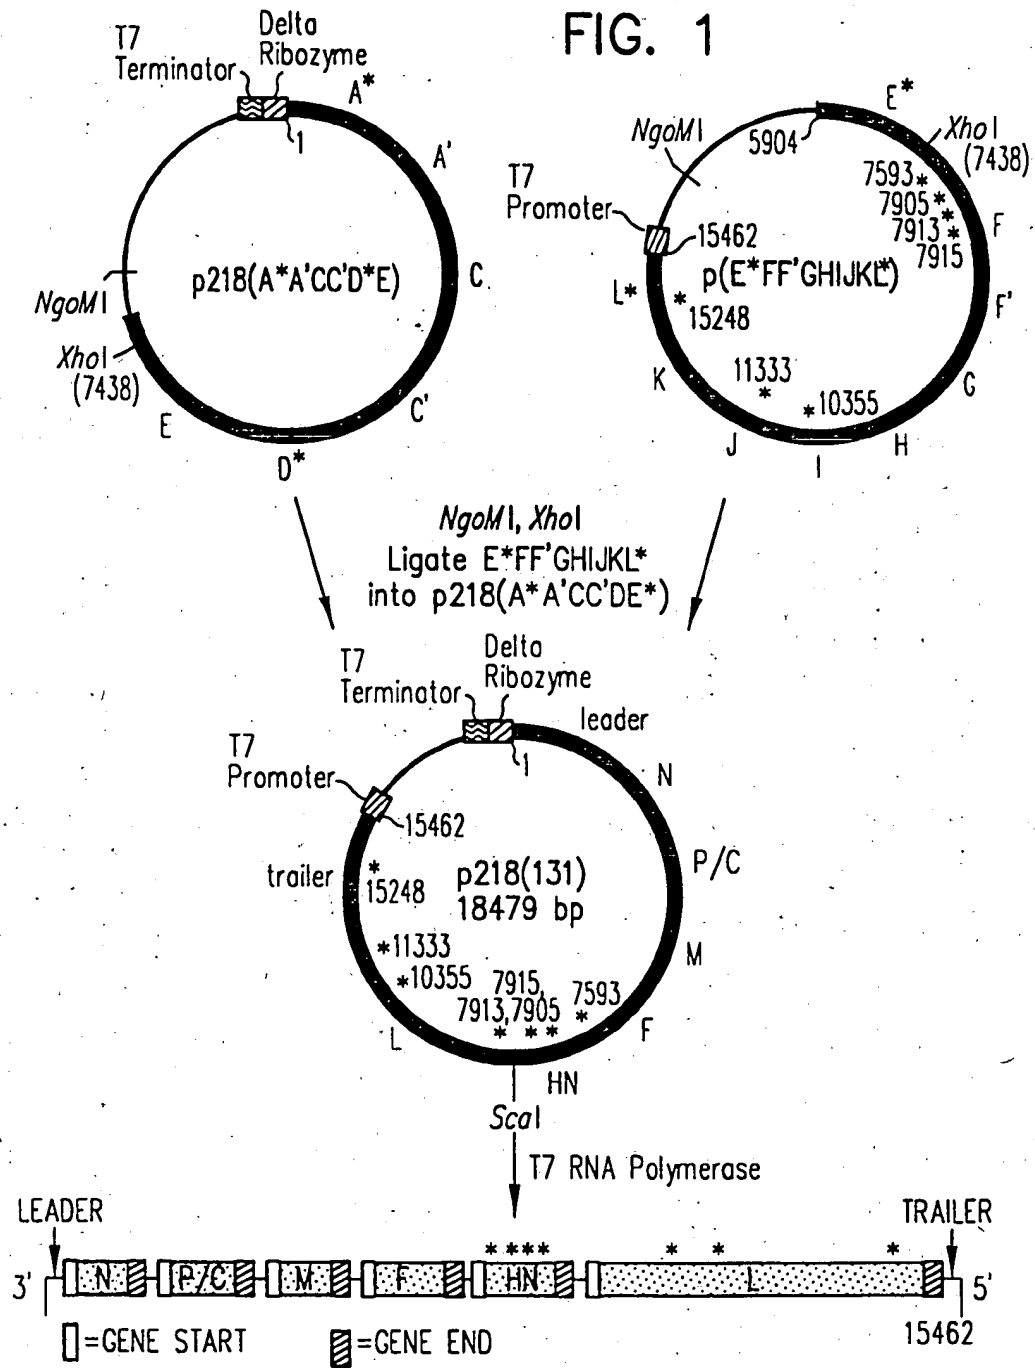 FIG. 1
T7
Terminator
Delta
Ribozyme
1
A*
A'
C
C'
D*
E
XhoI
(7438)
NgoMI
p218(A*A'CC'D*E)
NgoMI
5904
E*
XhoI
(7438)
7593*
7905*
7913*
7915
*
F
F'
G
H
I
J
K
L*
T7
Promoter
15462
p(E*FF'GHIJKL*)
*
15248
11333
*
*10355
NgoMI, XhoI
Ligate E*FF'GHIJKL*
into p218(A*A'CC'DE*)
T7
Terminator
Delta
Ribozyme
1
leader
N
P/C
M
F
HN
L
trailer
T7
Promoter
15462
*
15248
p218(131)
18479 bp
*11333
*10355
7915,
7913,7905
* * *
7593
*
ScaI
T7 RNA Polymerase
LEADER
TRAILER
* * * * * * *
3' N P/C M F HN L 5'
15462
=GENE START
=GENE END